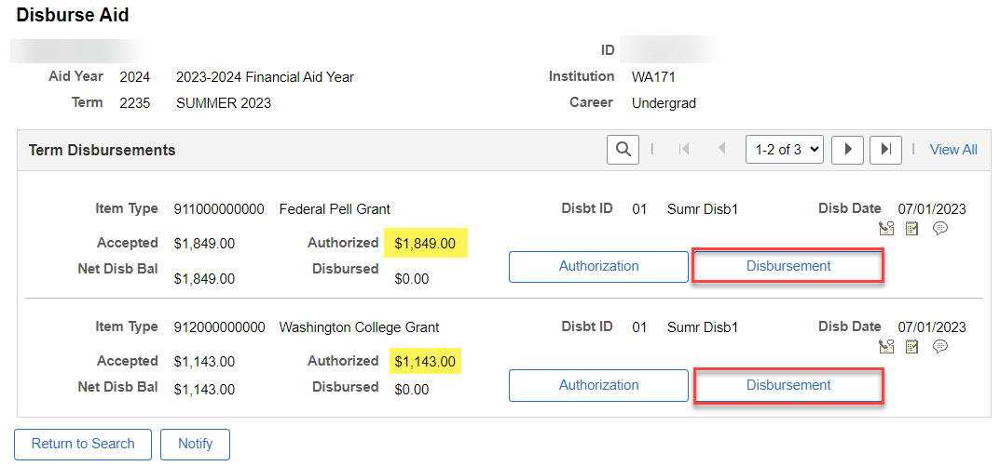 Disburse Aid
ID
Aid Year 2024 2023-2024 Financial Aid Year Institution WA171
Term 2235 SUMMER 2023 Career Undergrad
Term Disbursements 1-2 of 3 View All
Item Type 911000000000 Federal Pell Grant Disbt ID 01 Sumr Disb1 Disb Date 07/01/2023
Accepted $1,849.00 Authorized $1,849.00
Net Disb Bal $1,849.00 Disbursed $0.00 Authorization Disbursement
Item Type 912000000000 Washington College Grant Disbt ID 01 Sumr Disb1 Disb Date 07/01/2023
Accepted $1,143.00 Authorized $1,143.00
Net Disb Bal $1,143.00 Disbursed $0.00 Authorization Disbursement
Return to Search Notify